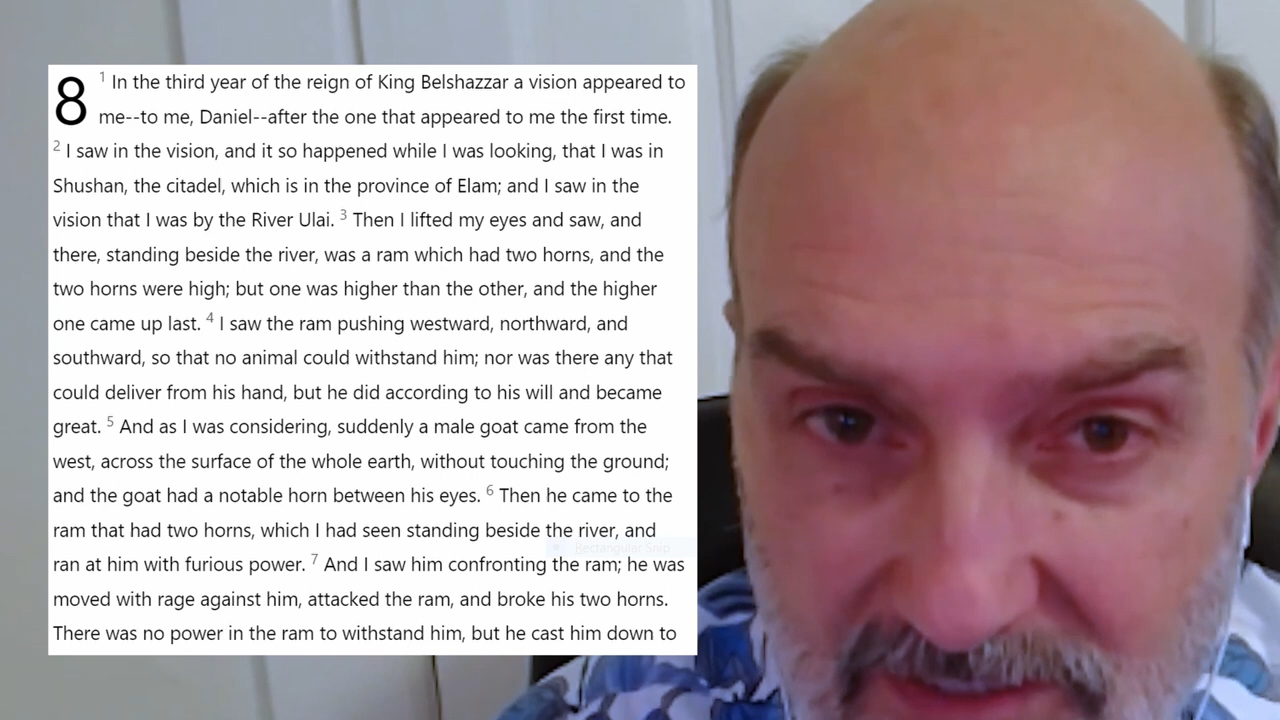 8 1 In the third year of the reign of King Belshazzar a vision appeared to
me--to me, Daniel--after the one that appeared to me the first time.
2 I saw in the vision, and it so happened while I was looking, that I was in
Shushan, the citadel, which is in the province of Elam; and I saw in the
vision that I was by the River Ulai. 3 Then I lifted my eyes and saw, and
there, standing beside the river, was a ram which had two horns, and the
two horns were high; but one was higher than the other, and the higher
one came up last. 4 I saw the ram pushing westward, northward, and
southward, so that no animal could withstand him; nor was there any that
could deliver from his hand, but he did according to his will and became
great. 5 And as I was considering, suddenly a male goat came from the
west, across the surface of the whole earth, without touching the ground;
and the goat had a notable horn between his eyes. 6 Then he came to the
ram that had two horns, which I had seen standing beside the river, and
Rectangular Snip
ran at him with furious power. 7 And I saw him confronting the ram; he was
moved with rage against him, attacked the ram, and broke his two horns.
There was no power in the ram to withstand him, but he cast him down to